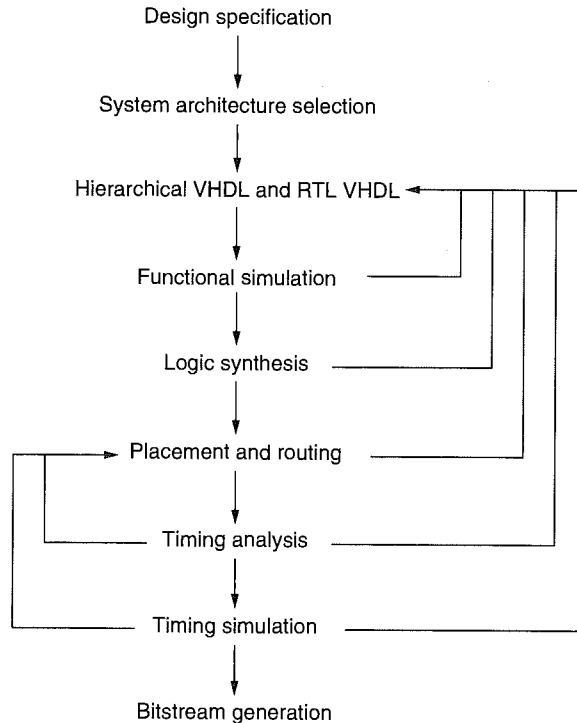 Design specification
System architecture selection
Hierarchical VHDL and RTL VHDL
Functional simulation
Logic synthesis
Placement and routing
Timing analysis
Timing simulation
Bitstream generation